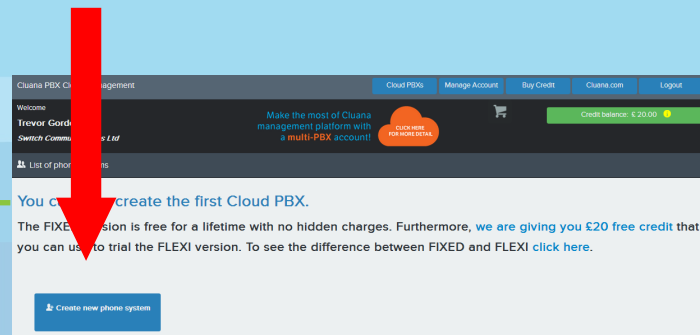 Cluana PBX Cl agement
Cloud PBXs
Manage Account
Buy Credit
Cluana.com
Logout
Welcome
Trevor Gord
Switch Commu s Ltd
Make the most of Cluana
management platform with
a multi-PBX account!
CLICK HERE
FOR MORE DETAIL
Credit balance: £ 20.00
List of phon ms
You c create the first Cloud PBX.
The FIXE sion is free for a lifetime with no hidden charges. Furthermore, we are giving you £20 free credit that
you can us to trial the FLEXI version. To see the difference between FIXED and FLEXI click here.
Create new phone system